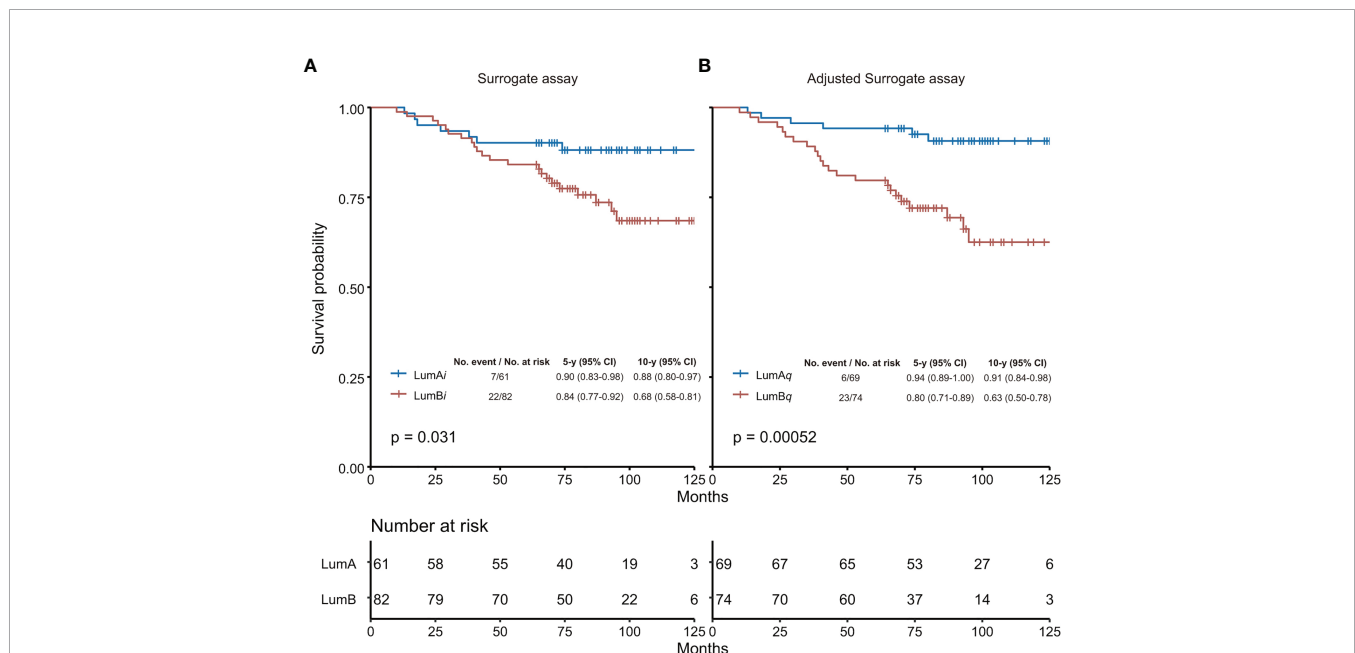 A
B
Surrogate assay
Adjusted Surrogate assay
Survival probability
1.00
0.75
0.50
0.25
0.00
No. event / No. at risk 5-y (95% CI) 10-y (95% CI)
LumAi 7/61 0.90 (0.83-0.98) 0.88 (0.80-0.97)
LumBi 22/82 0.84 (0.77-0.92) 0.68 (0.58-0.81)
p = 0.031
No. event / No. at risk 5-y (95% CI) 10-y (95% CI)
LumAq 6/69 0.94 (0.89-1.00) 0.91 (0.84-0.98)
LumBq 23/74 0.80 (0.71-0.89) 0.63 (0.50-0.78)
p = 0.00052
0 25 50 75 100 125 0 25 50 75 100 125
Months
Number at risk
LumA 61 58 55 40 19 3 69 67 65 53 27 6
LumB 82 79 70 50 22 6 74 70 60 37 14 3
0 25 50 75 100 125 0 25 50 75 100 125
Months